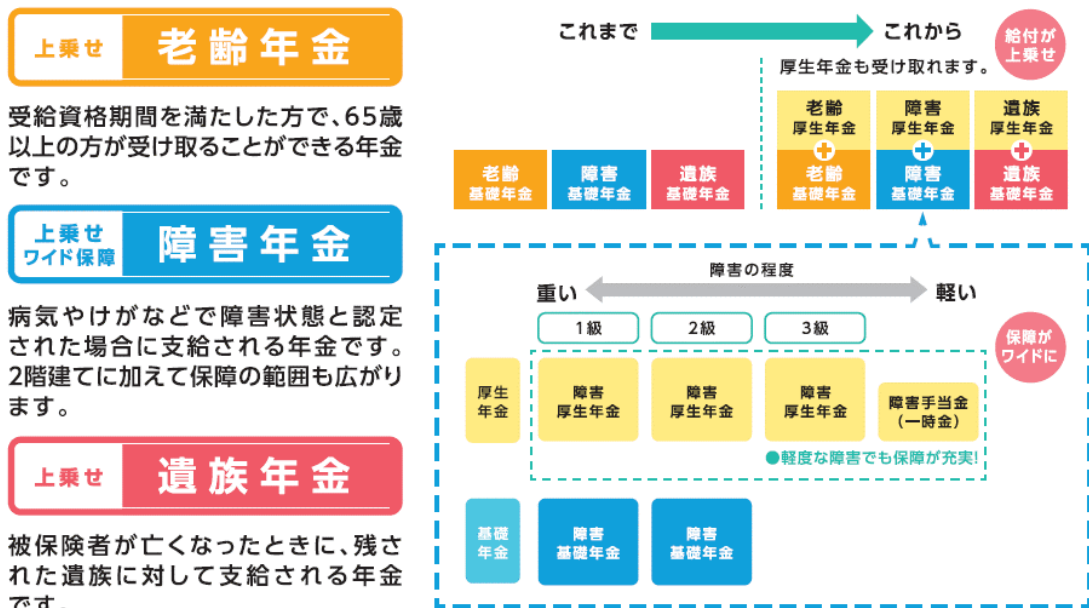 上乗せ
老齢年金
受給資格期間を満たした方で、65歳
以上の方が受け取ることができる年金
です。
上乗せ
ワイド保障
障害年金
病気やけがなどで障害状態と認定
された場合に支給される年金です。
2階建てに加えて保障の範囲も広がり
ます。
上乗せ
遺族年金
被保険者が亡くなったときに、残さ
れた遺族に対して支給される年金
です。
これまで
これから
給付が
上乗せ
厚生年金も受け取れます。
老齢
厚生年金
障害
厚生年金
遺族
厚生年金
老齢
基礎年金
障害
基礎年金
遺族
基礎年金
老齢
基礎年金
障害
基礎年金
遺族
基礎年金
障害の程度
重い
軽い
1級
2級
3級
保障が
ワイドに
厚生
年金
障害
厚生年金
障害
厚生年金
障害
厚生年金
障害手当金
(一時金)
●軽度な障害でも保障が充実!
基礎
年金
障害
基礎年金
障害
基礎年金